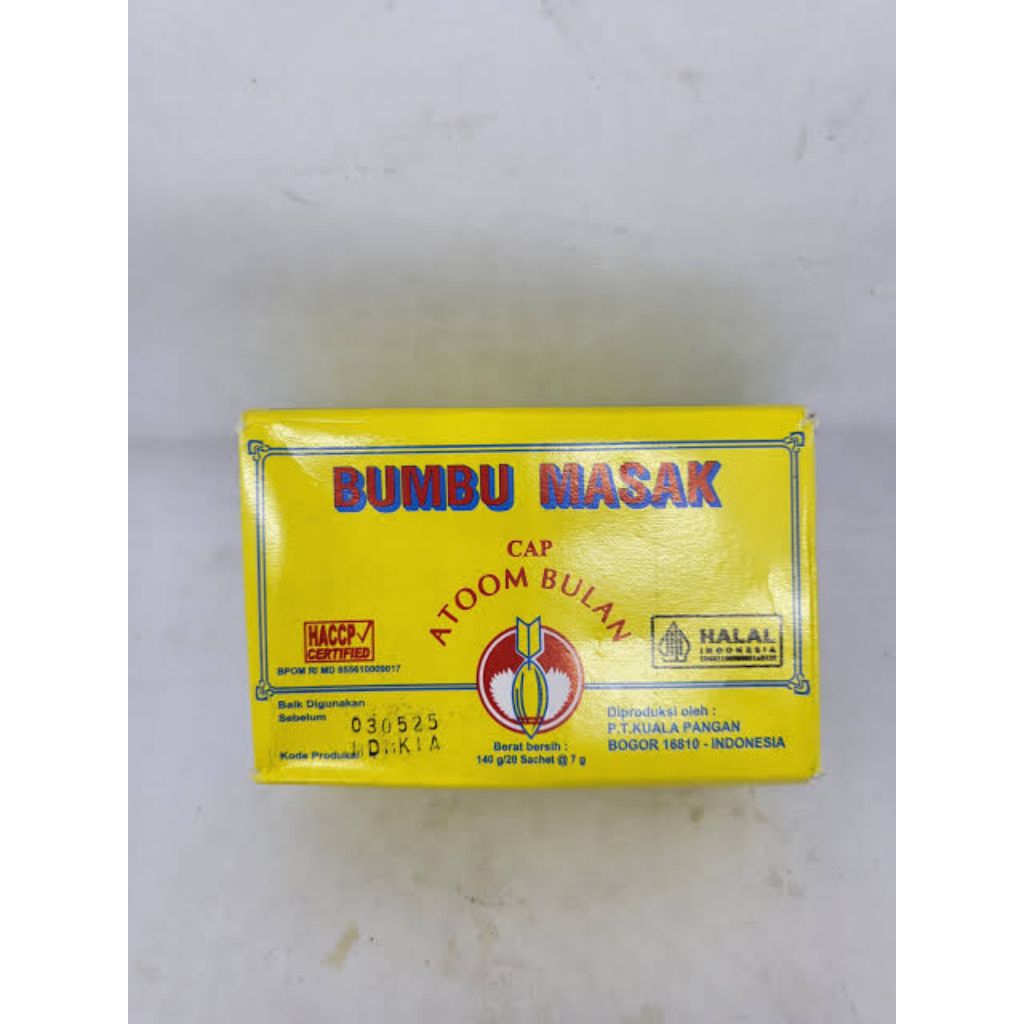 BUMBU MASAK
CAP
ATOOM BULAN
HACCP
CERTIFIED
BPOM RI MD 655610009017
HALAL
INDONESIA
Baik Digunakan
Sebelum 030525
Kode Produksi
Berat bersih :
140 g/20 Sachet @ 7 g
Diproduksi oleh :
P.T.KUALA PANGAN
BOGOR 16810 - INDONESIA